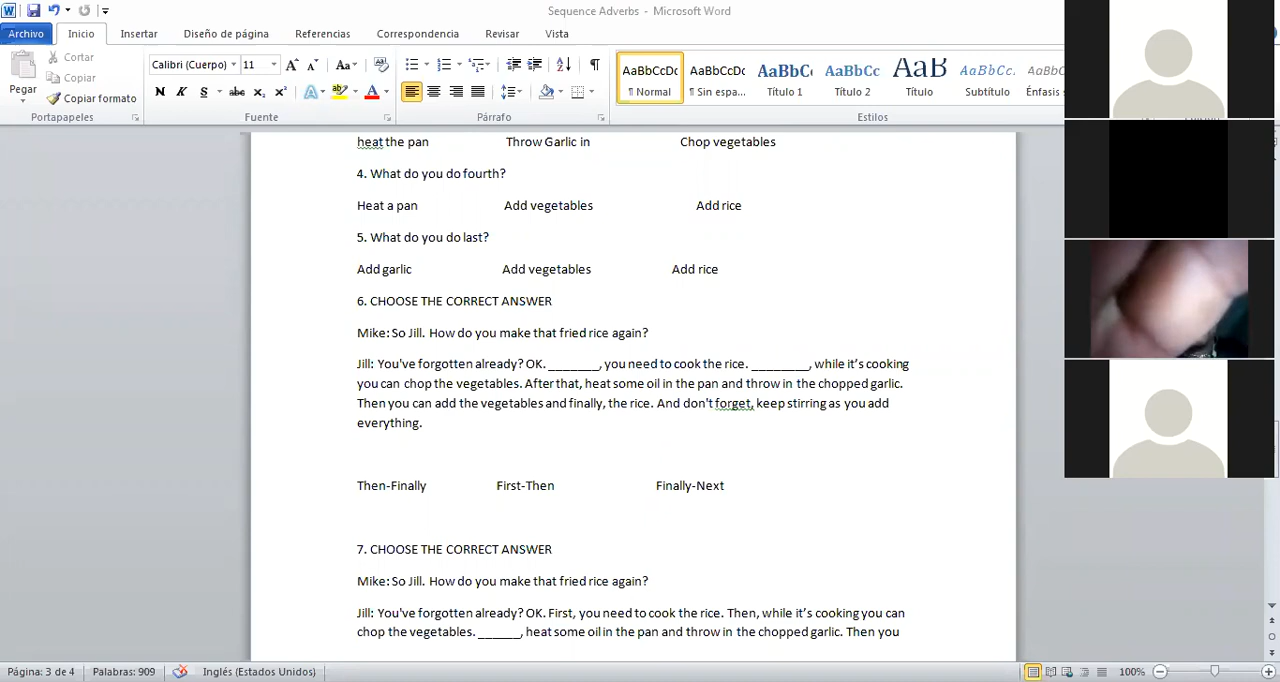 Sequence Adverbs - Microsoft Word
Archivo Inicio Insertar Diseño de página Referencias Correspondencia Revisar Vista
Pegar
Cortar
Copiar
Copiar formato
Portapapeles
Calibri (Cuerpo) 11
Fuente
Párrafo
AaBbCcDc AaBbCcDc AaBbC AaBbCc AaB AaBbCc.
¶ Normal ¶ Sin espa... Título 1 Título 2 Título Subtítulo Énfasis
Estilos
heat the pan Throw Garlic in Chop vegetables
4. What do you do fourth?
Heat a pan Add vegetables Add rice
5. What do you do last?
Add garlic Add vegetables Add rice
6. CHOOSE THE CORRECT ANSWER
Mike: So Jill. How do you make that fried rice again?
Jill: You've forgotten already? OK. _______, you need to cook the rice. ________, while it's cooking
you can chop the vegetables. After that, heat some oil in the pan and throw in the chopped garlic.
Then you can add the vegetables and finally, the rice. And don't forget, keep stirring as you add
everything.
Then-Finally First-Then Finally-Next
7. CHOOSE THE CORRECT ANSWER
Mike: So Jill. How do you make that fried rice again?
Jill: You've forgotten already? OK. First, you need to cook the rice. Then, while it's cooking you can
chop the vegetables. ______, heat some oil in the pan and throw in the chopped garlic. Then you
Página: 3 de 4 Palabras: 909 Inglés (Estados Unidos) 100%